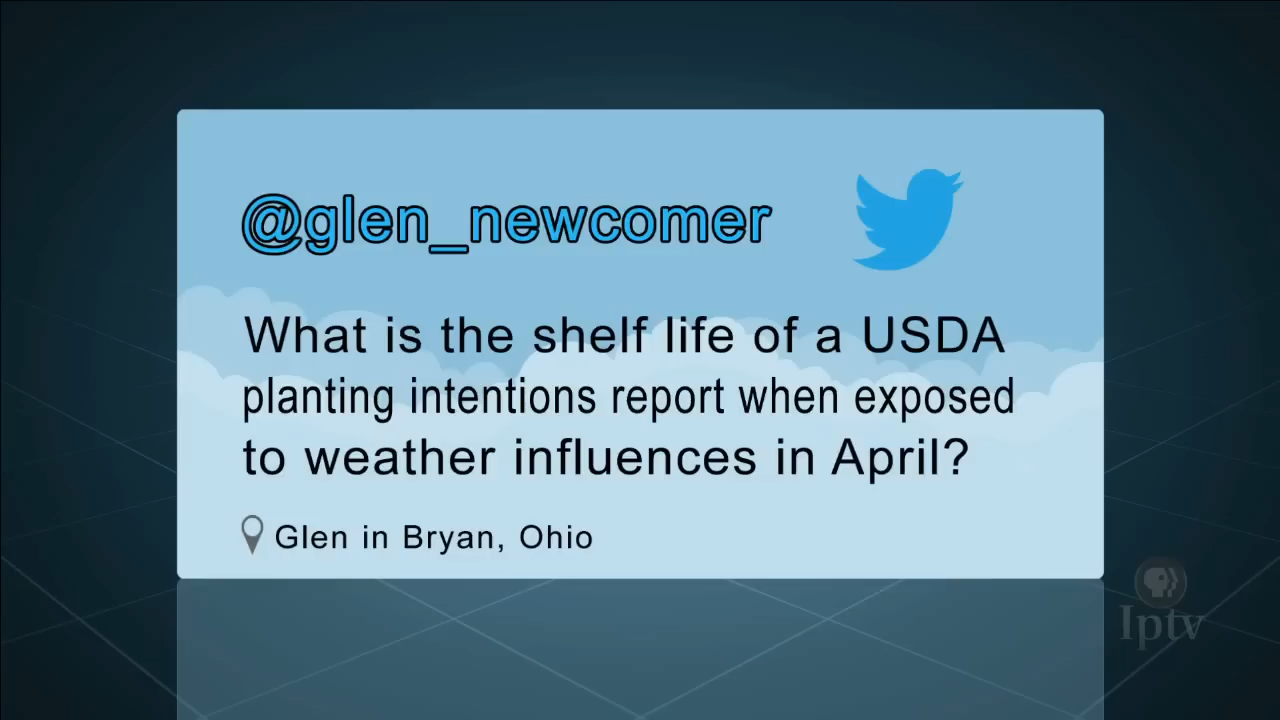 @glen_newcomer
What is the shelf life of a USDA
planting intentions report when exposed
to weather influences in April?
Glen in Bryan, Ohio
Iptv